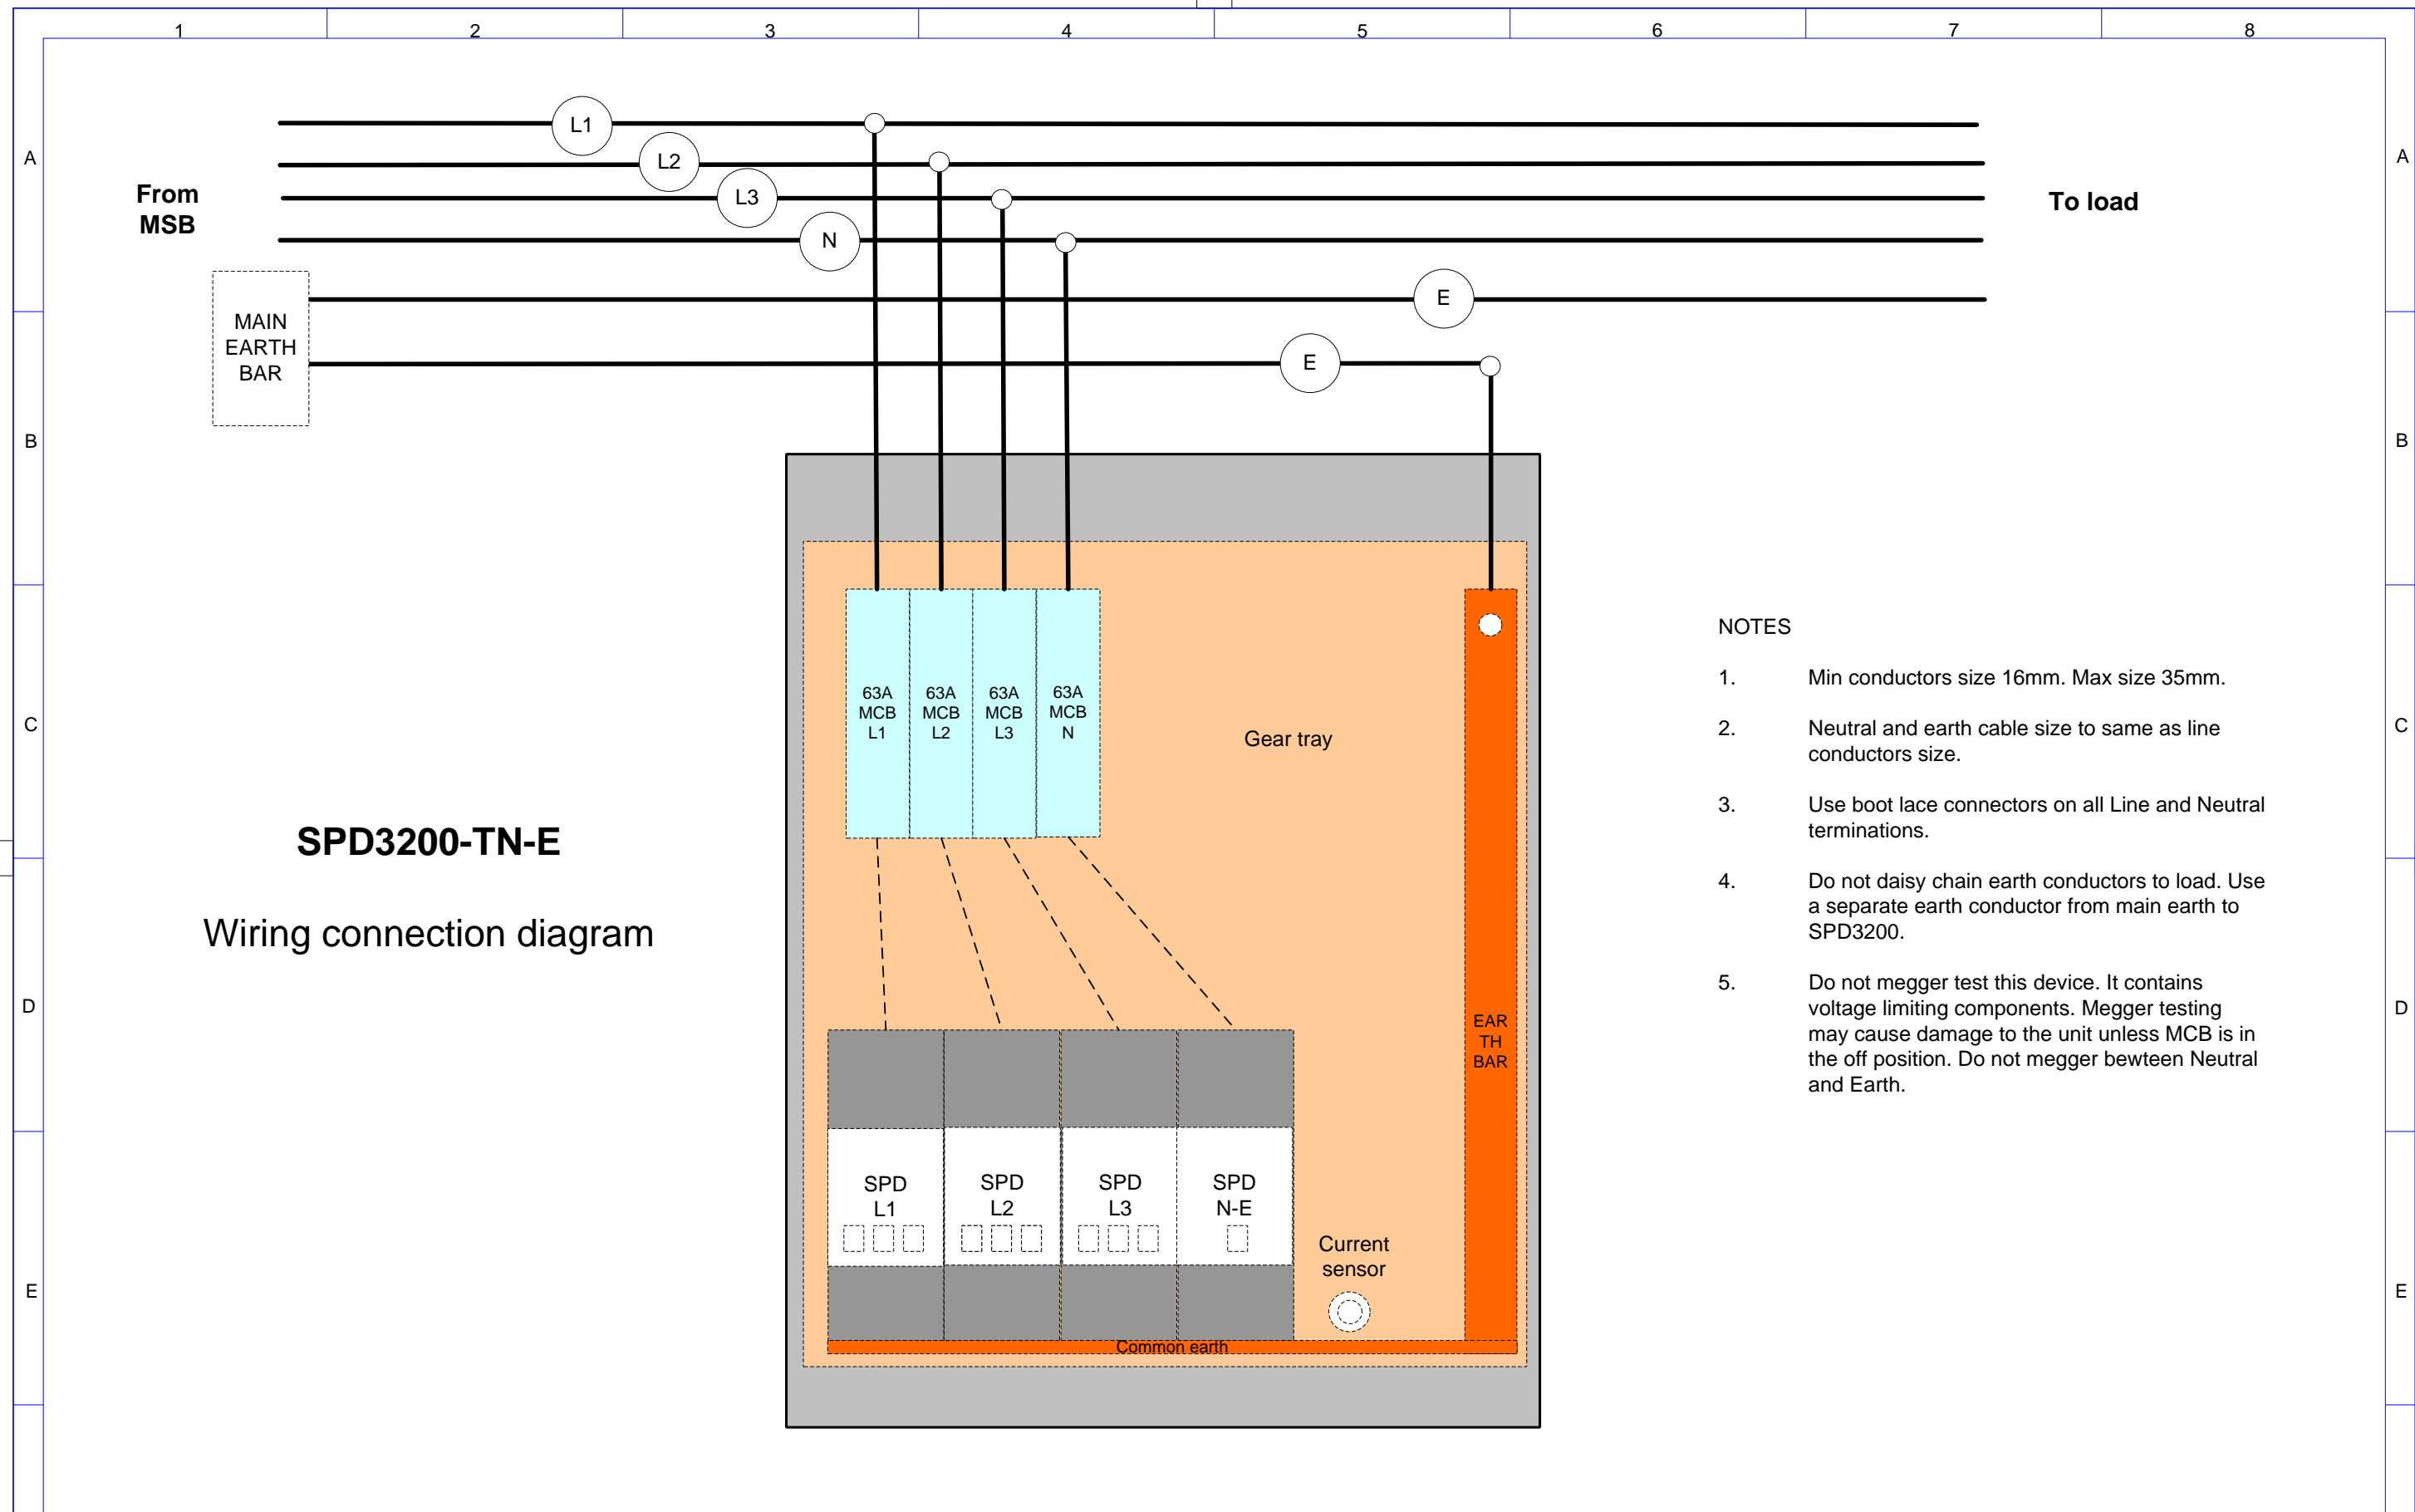 1 2 3 4 5 6 7 8
A
A
B
B
C
C
D
D
E
E
L1
L2
L3
N
E
E
From
MSB
To load
MAIN
EARTH
BAR
63A
MCB
L1
63A
MCB
L2
63A
MCB
L3
63A
MCB
N
Gear tray
EAR
TH
BAR
SPD
L1
SPD
L2
SPD
L3
SPD
N-E
Current
sensor
Common earth
SPD3200-TN-E
Wiring connection diagram
NOTES
1. Min conductors size 16mm. Max size 35mm.
2. Neutral and earth cable size to same as line
conductors size.
3. Use boot lace connectors on all Line and Neutral
terminations.
4. Do not daisy chain earth conductors to load. Use
a separate earth conductor from main earth to
SPD3200.
5. Do not megger test this device. It contains
voltage limiting components. Megger testing
may cause damage to the unit unless MCB is in
the off position. Do not megger bewteen Neutral
and Earth.